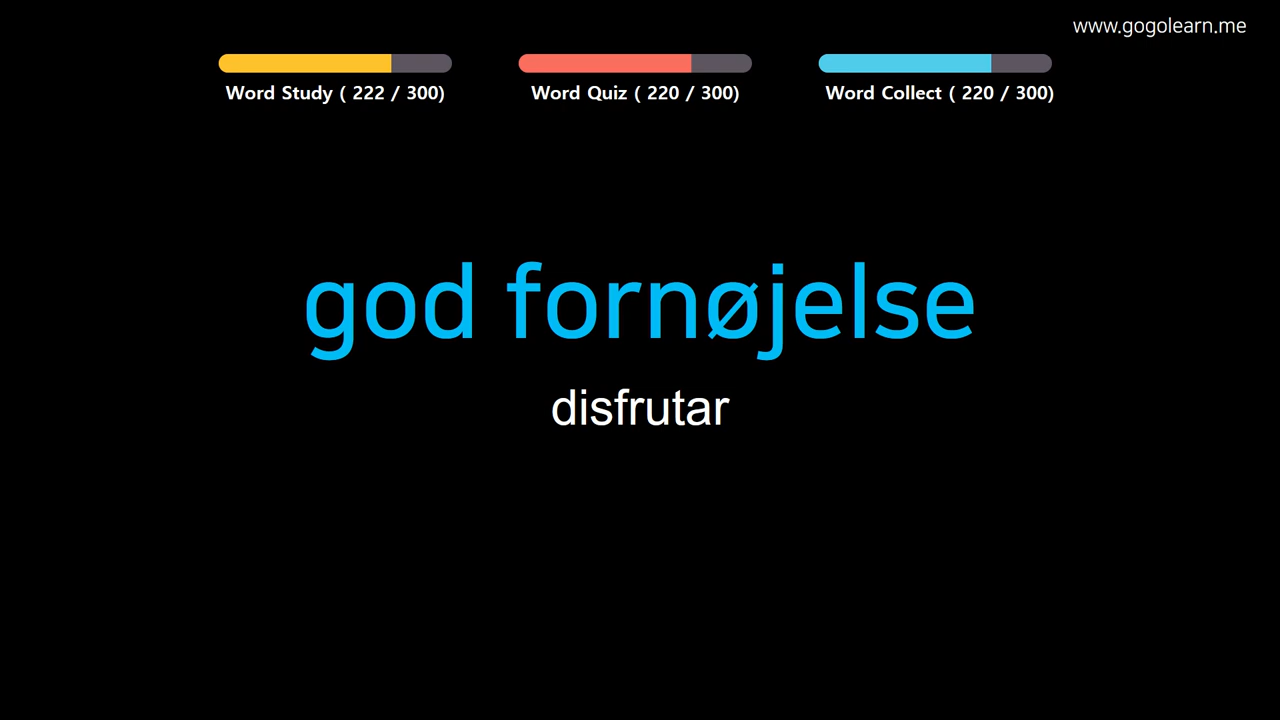 www.gogolearn.me
Word Study ( 222 / 300)
Word Quiz ( 220 / 300)
Word Collect ( 220 / 300)
god fornøjelse
disfrutar